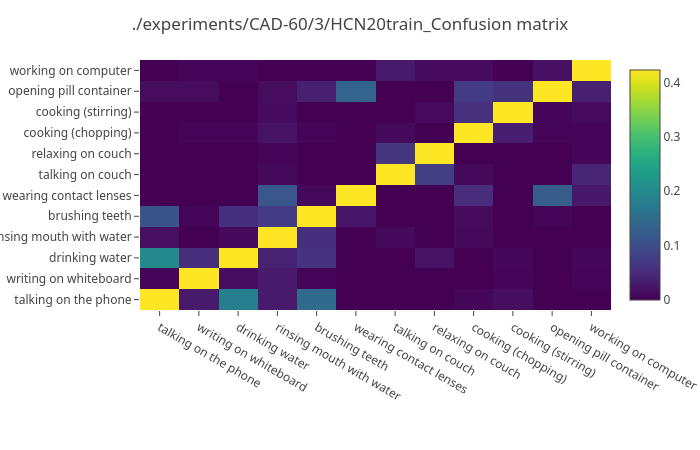 ./experiments/CAD-60/3/HCN20train_Confusion matrix
working on computer
opening pill container
cooking (stirring)
cooking (chopping)
relaxing on couch
talking on couch
wearing contact lenses
brushing teeth
nsing mouth with water
drinking water
writing on whiteboard
talking on the phone
talking on the phone
writing on whiteboard
drinking water
rinsing mouth with water
brushing teeth
wearing contact lenses
talking on couch
relaxing on couch
cooking (chopping)
cooking (stirring)
opening pill container
working on computer
0.4
0.3
0.2
0.1
0